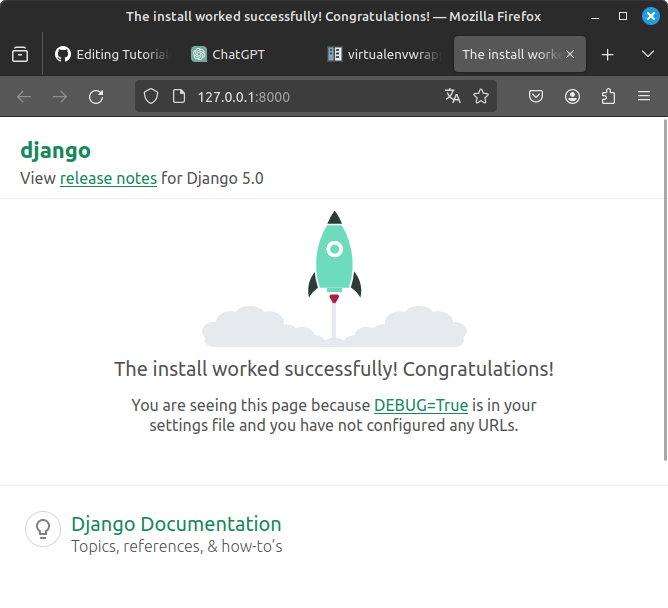 The install worked successfully! Congratulations! — Mozilla Firefox
Editing Tutorial
ChatGPT
virtualenvwrap
The install worke
127.0.0.1:8000
django
View release notes for Django 5.0
The install worked successfully! Congratulations!
You are seeing this page because DEBUG=True is in your
settings file and you have not configured any URLs.
Django Documentation
Topics, references, & how-to’s